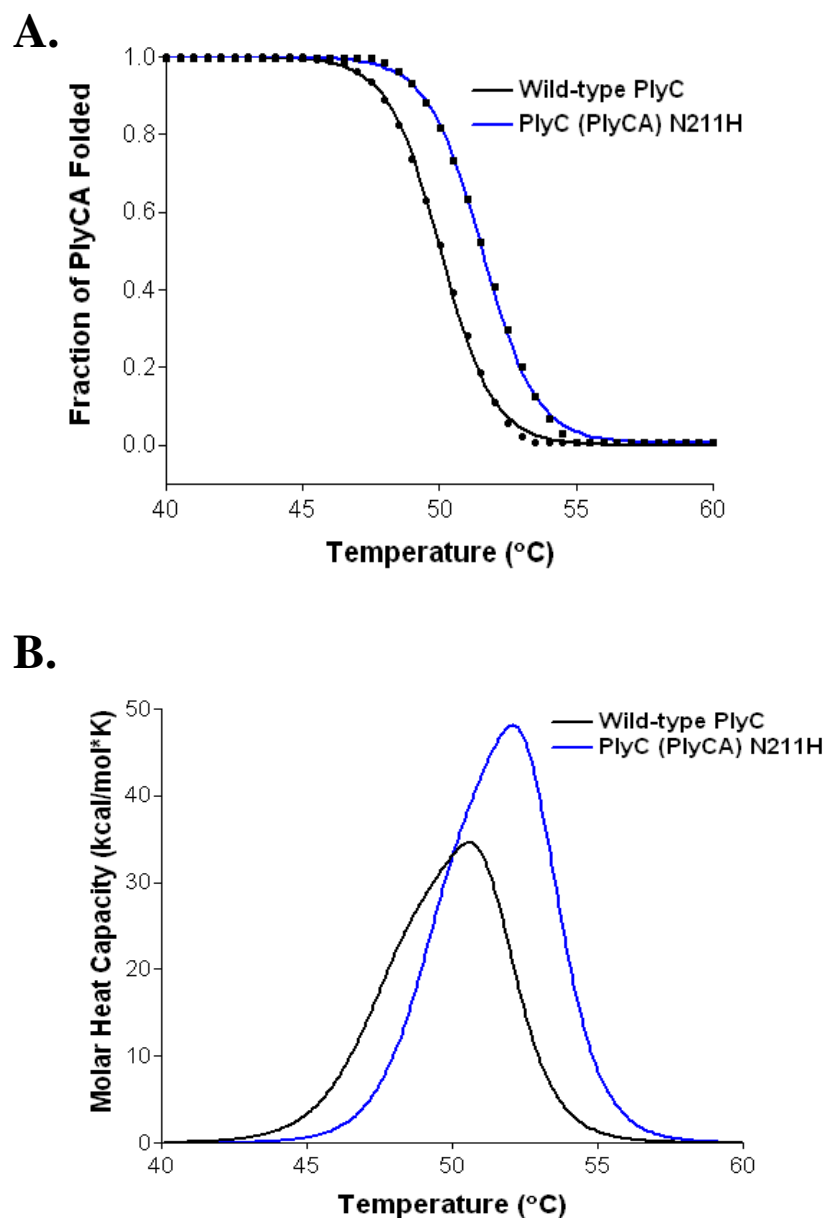 A.
Fraction of PlyCA Folded
1.0
0.8
0.6
0.4
0.2
0.0
Wild-type PlyC
PlyC (PlyCA) N211H
40 45 50 55 60
Temperature (°C)
B.
Molar Heat Capacity (kcal/mol*K)
50
40
30
20
10
0
Wild-type PlyC
PlyC (PlyCA) N211H
40 45 50 55 60
Temperature (°C)